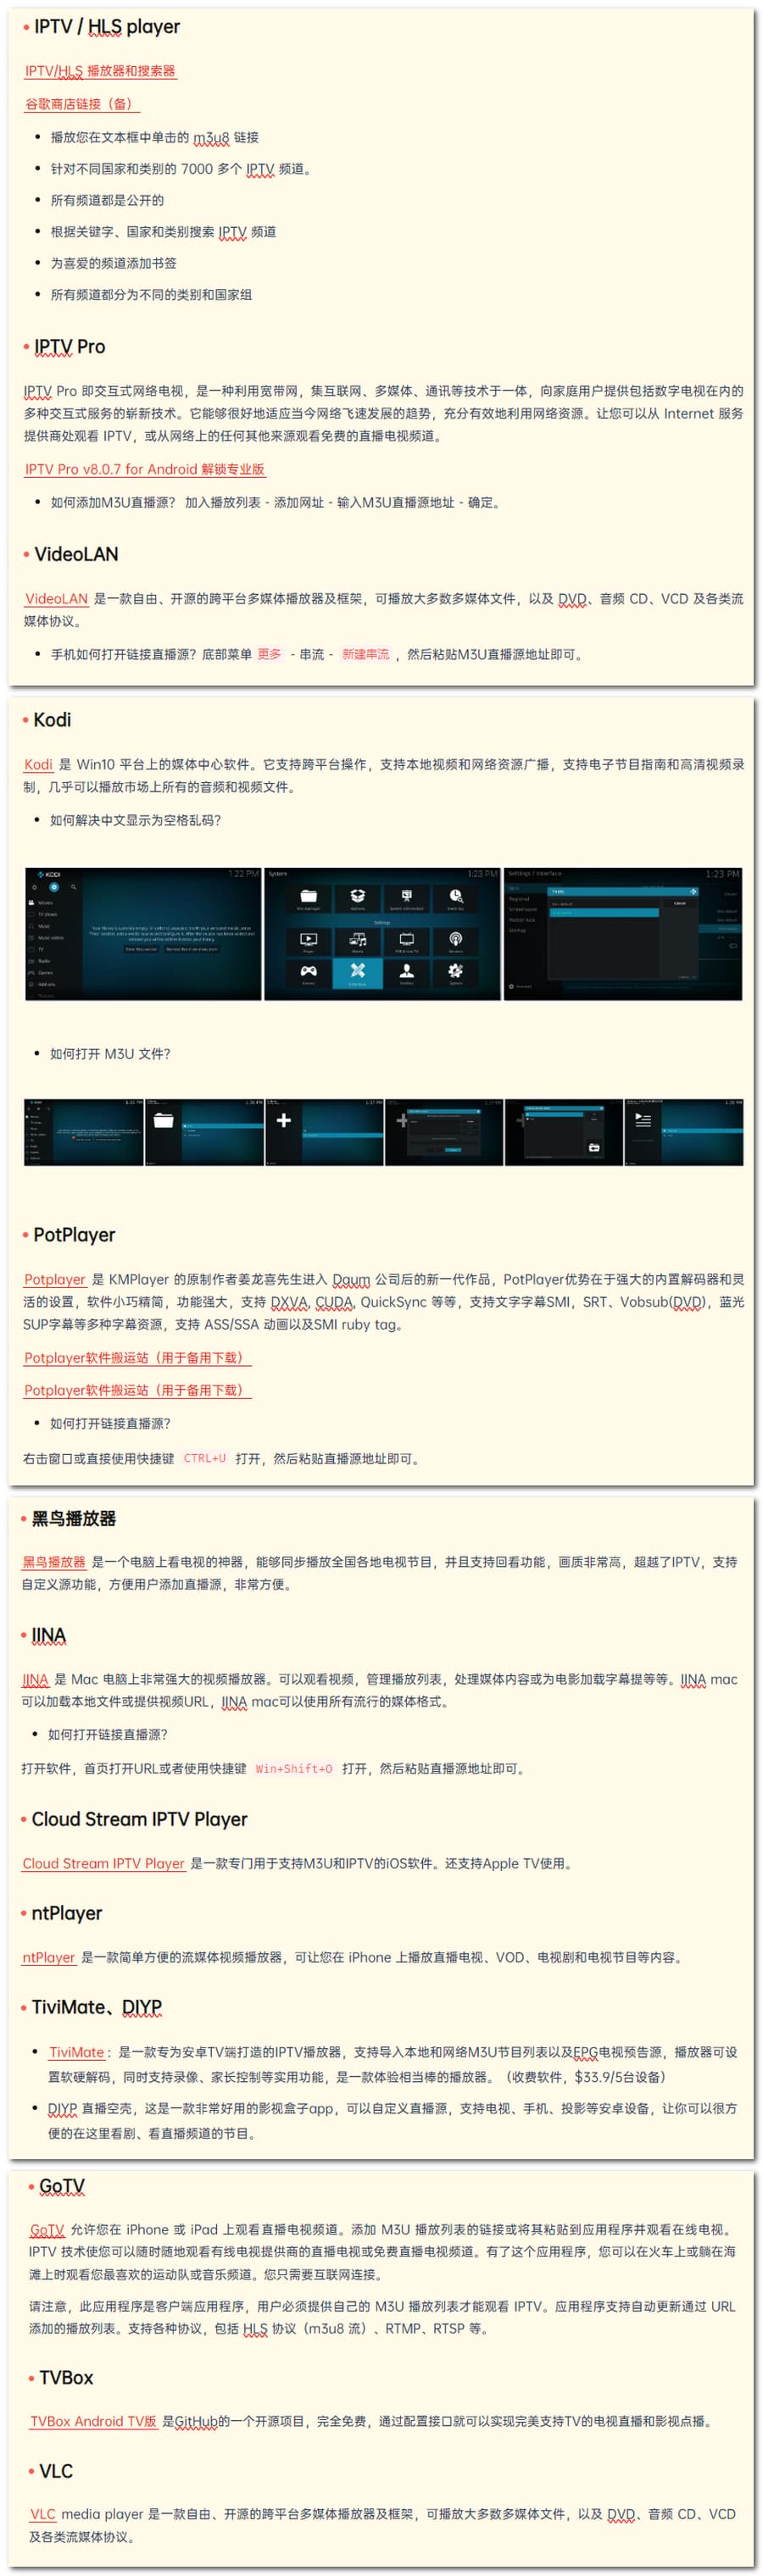 IPTV / HLS player
IPTV/HLS 播放器和搜索器
谷歌商店链接（备）
播放您在文本框中单击的 m3u8 链接
针对不同国家和类别的 7000 多个 IPTV 频道。
所有频道都是公开的
根据关键字、国家和类别搜索 IPTV 频道
为喜爱的频道添加书签
所有频道都分为不同的类别和国家组
IPTV Pro
IPTV Pro 即交互式网络电视，是一种利用宽带网，集互联网、多媒体、通讯等技术于一体，向家庭用户提供包括数字电视在内的
多种交互式服务的崭新技术。它能够很好地适应当今网络飞速发展的趋势，充分有效地利用网络资源。让您可以从 Internet 服务
提供商处观看 IPTV，或从网络上的任何其他来源观看免费的直播电视频道。
IPTV Pro v8.0.7 for Android 解锁专业版
如何添加M3U直播源？ 加入播放列表 - 添加网址 - 输入M3U直播源地址 - 确定。
VideoLAN
VideoLAN 是一款自由、开源的跨平台多媒体播放器及框架，可播放大多数多媒体文件，以及 DVD、音频 CD、VCD 及各类流
媒体协议。
手机如何打开链接直播源？底部菜单 更多 - 串流 - 新建串流 ，然后粘贴M3U直播源地址即可。
Kodi
Kodi 是 Win10 平台上的媒体中心软件。它支持跨平台操作，支持本地视频和网络资源广播，支持电子节目指南和高清视频录
制，几乎可以播放市场上所有的音频和视频文件。
如何解决中文显示为空格乱码？
KODI 1:22 PM
Movies
TV shows
Music
Music videos
TV
Radio
Games
Add-ons
System 1:23 PM
Settings
Settings / Interface 1:23 PM
Regional
如何打开 M3U 文件？
PotPlayer
Potplayer 是 KMPlayer 的原制作者姜龙喜先生进入 Daum 公司后的新一代作品，PotPlayer优势在于强大的内置解码器和灵
活的设置，软件小巧精简，功能强大，支持 DXVA, CUDA, QuickSync 等等，支持文字字幕SMI，SRT、Vobsub(DVD)，蓝光
SUP字幕等多种字幕资源，支持 ASS/SSA 动画以及SMI ruby tag。
Potplayer软件搬运站（用于备用下载）
Potplayer软件搬运站（用于备用下载）
如何打开链接直播源？
右击窗口或直接使用快捷键 CTRL+U 打开，然后粘贴直播源地址即可。
黑鸟播放器
黑鸟播放器 是一个电脑上看电视的神器，能够同步播放全国各地电视节目，并且支持回看功能，画质非常高，超越了IPTV，支持
自定义源功能，方便用户添加直播源，非常方便。
IINA
IINA 是 Mac 电脑上非常强大的视频播放器。可以观看视频，管理播放列表，处理媒体内容或为电影加载字幕提等等。IINA mac
可以加载本地文件或提供视频URL，IINA mac可以使用所有流行的媒体格式。
如何打开链接直播源？
打开软件，首页打开URL或者使用快捷键 Win+Shift+O 打开，然后粘贴直播源地址即可。
Cloud Stream IPTV Player
Cloud Stream IPTV Player 是一款专门用于支持M3U和IPTV的iOS软件。还支持Apple TV使用。
ntPlayer
ntPlayer 是一款简单方便的流媒体视频播放器，可让您在 iPhone 上播放直播电视、VOD、电视剧和电视节目等内容。
TiviMate、DIYP
TiviMate：是一款专为安卓TV端打造的IPTV播放器，支持导入本地和网络M3U节目列表以及EPG电视预告源，播放器可设
置软硬解码，同时支持录像、家长控制等实用功能，是一款体验相当棒的播放器。（收费软件，$33.9/5台设备）
DIYP 直播空壳，这是一款非常好用的影视盒子app，可以自定义直播源，支持电视、手机、投影等安卓设备，让你可以很方
便的在这里看剧、看直播频道的节目。
GoTV
GoTV 允许您在 iPhone 或 iPad 上观看直播电视频道。添加 M3U 播放列表的链接或将其粘贴到应用程序并观看在线电视。
IPTV 技术使您可以随时随地观看有线电视提供商的直播电视或免费直播电视频道。有了这个应用程序，您可以在火车上或躺在海
滩上时观看您最喜欢的运动队或音乐频道。您只需要互联网连接。
请注意，此应用程序是客户端应用程序，用户必须提供自己的 M3U 播放列表才能观看 IPTV。应用程序支持自动更新通过 URL
添加的播放列表。支持各种协议，包括 HLS 协议（m3u8 流）、RTMP、RTSP 等。
TVBox
TVBox Android TV版 是GitHub的一个开源项目，完全免费，通过配置接口就可以实现完美支持TV的电视直播和影视点播。
VLC
VLC media player 是一款自由、开源的跨平台多媒体播放器及框架，可播放大多数多媒体文件，以及 DVD、音频 CD、VCD
及各类流媒体协议。